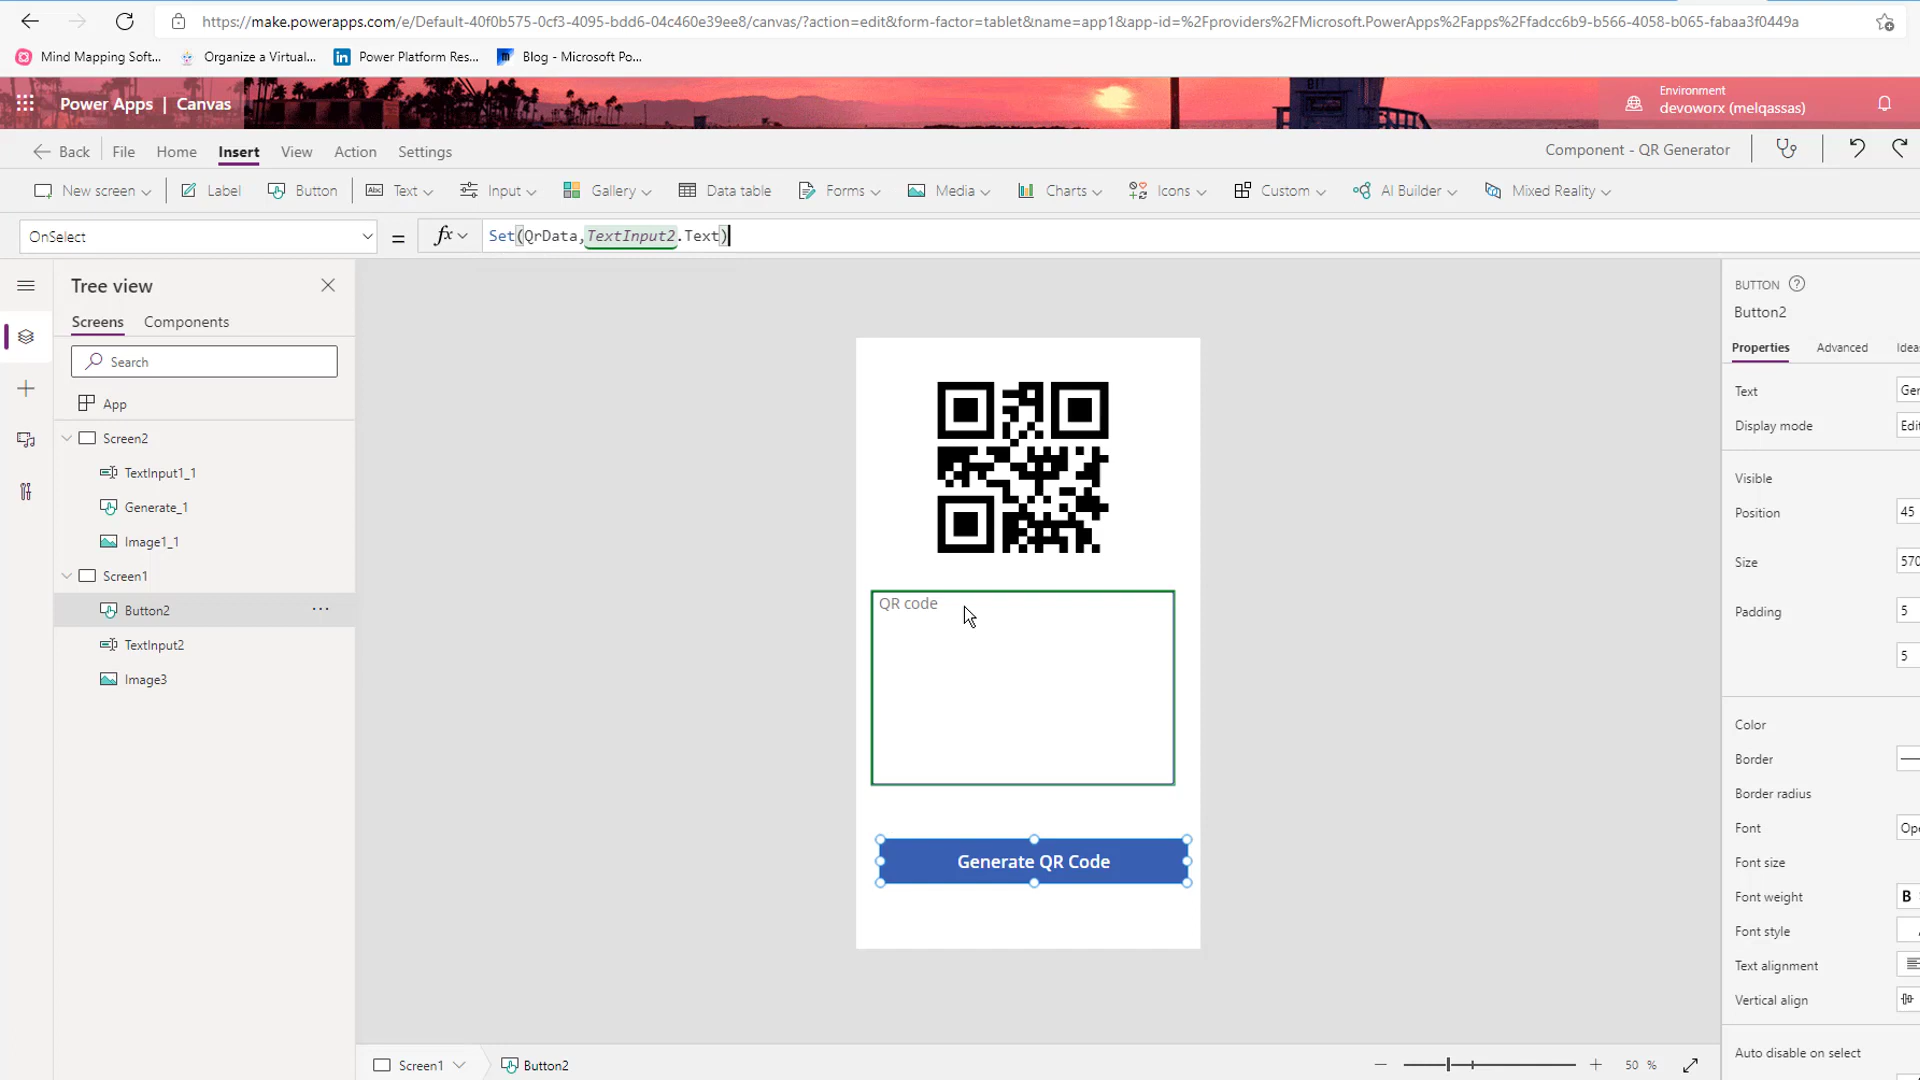 https://make.powerapps.com/e/Default-40f0b575-0cf3-4095-bdd6-04c460e39ee8/canvas/?action=edit&form-factor=tablet&name=app1&app-id=%2Fproviders%2FMicrosoft.PowerApps%2Fapps%2Ffadcc6b9-b566-4058-b065-fabaa3f0449a
Mind Mapping Soft...
Organize a Virtual...
Power Platform Res...
Blog - Microsoft Po...
Power Apps | Canvas
Environment
devoworx (melqassas)
Back
File
Home
Insert
View
Action
Settings
Component - QR Generator
New screen
Label
Button
Text
Input
Gallery
Data table
Forms
Media
Charts
Icons
Custom
AI Builder
Mixed Reality
OnSelect
=
fx
Set(QrData,TextInput2.Text)
Tree view
Screens
Components
Search
App
Screen2
TextInput1_1
Generate_1
Image1_1
Screen1
Button2
...
TextInput2
Image3
QR code
Generate QR Code
BUTTON
Button2
Properties
Advanced
Ideas
Text
Display mode
Visible
Position
45
Size
570
Padding
5
5
Color
Border
Border radius
Font
Font size
Font weight
B
Font style
Text alignment
Vertical align
Auto disable on select
Screen1
Button2
50 %